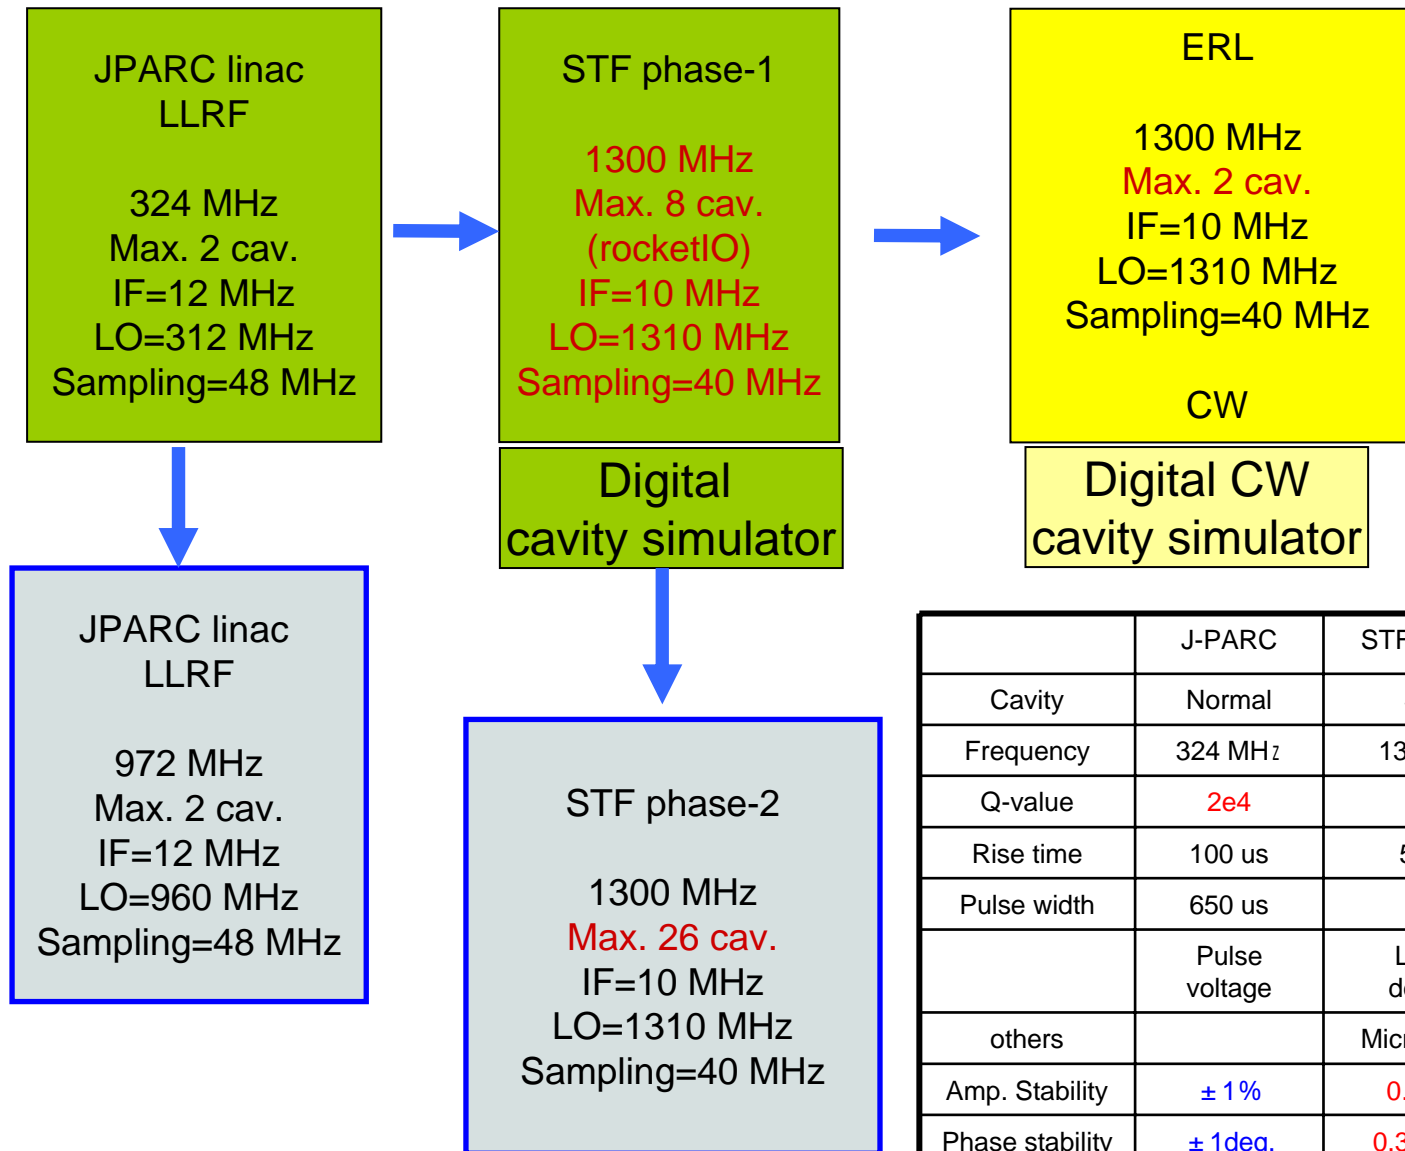 JPARC linac
LLRF
324 MHz
Max. 2 cav.
IF=12 MHz
LO=312 MHz
Sampling=48 MHz
STF phase-1
1300 MHz
Max. 8 cav.
(rocketIO)
IF=10 MHz
LO=1310 MHz
Sampling=40 MHz
Digital
cavity simulator
ERL
1300 MHz
Max. 2 cav.
IF=10 MHz
LO=1310 MHz
Sampling=40 MHz
CW
Digital CW
cavity simulator
JPARC linac
LLRF
972 MHz
Max. 2 cav.
IF=12 MHz
LO=960 MHz
Sampling=48 MHz
STF phase-2
1300 MHz
Max. 26 cav.
IF=10 MHz
LO=1310 MHz
Sampling=40 MHz
J-PARC STF
Cavity Normal
Frequency 324 MHz 13
Q-value 2e4
Rise time 100 us 5
Pulse width 650 us
Pulse
voltage
others
Amp. Stability ±1% 0.
Phase stability ±1deg. 0.3